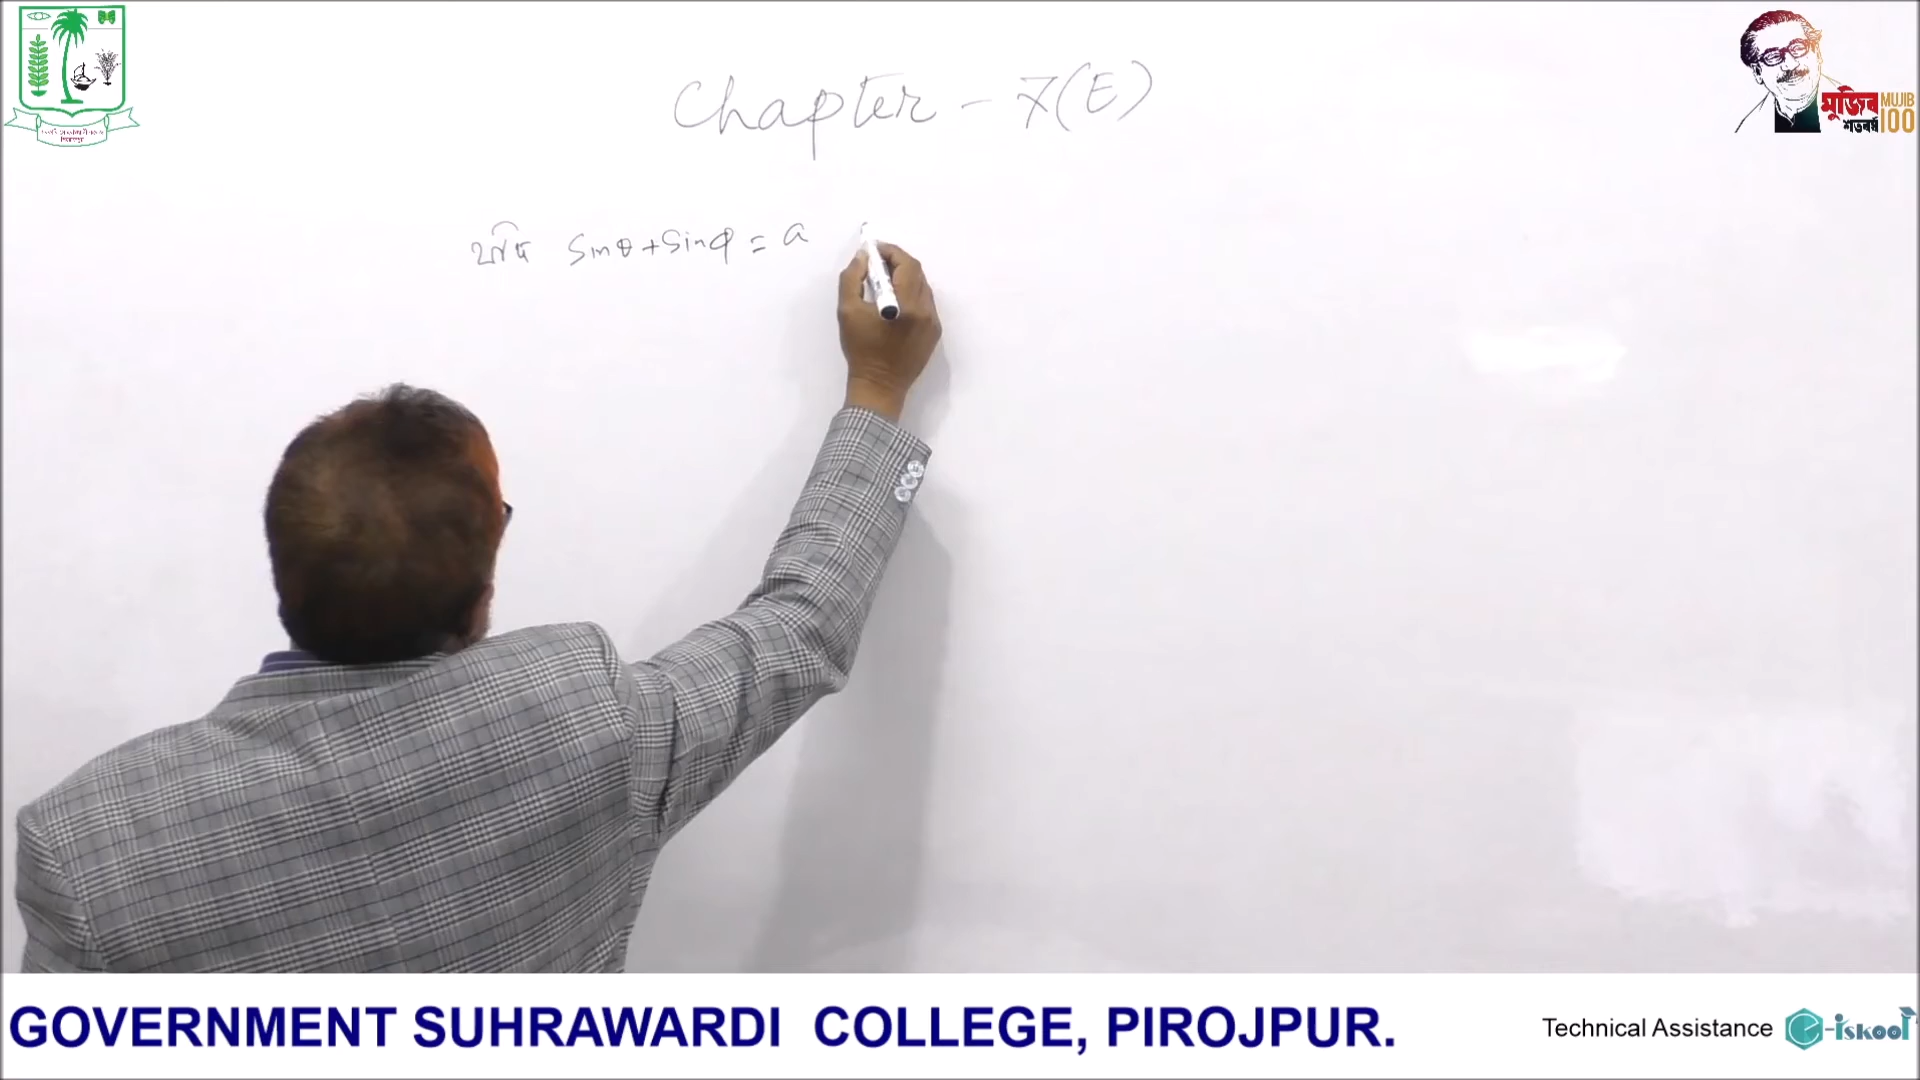 Chapter - 7(E)
যদি Sinθ + Sinφ = a
মুজিব
শতবর্ষ
MUJIB
100
GOVERNMENT SUHRAWARDI COLLEGE, PIROJPUR.
Technical Assistance e-iskool